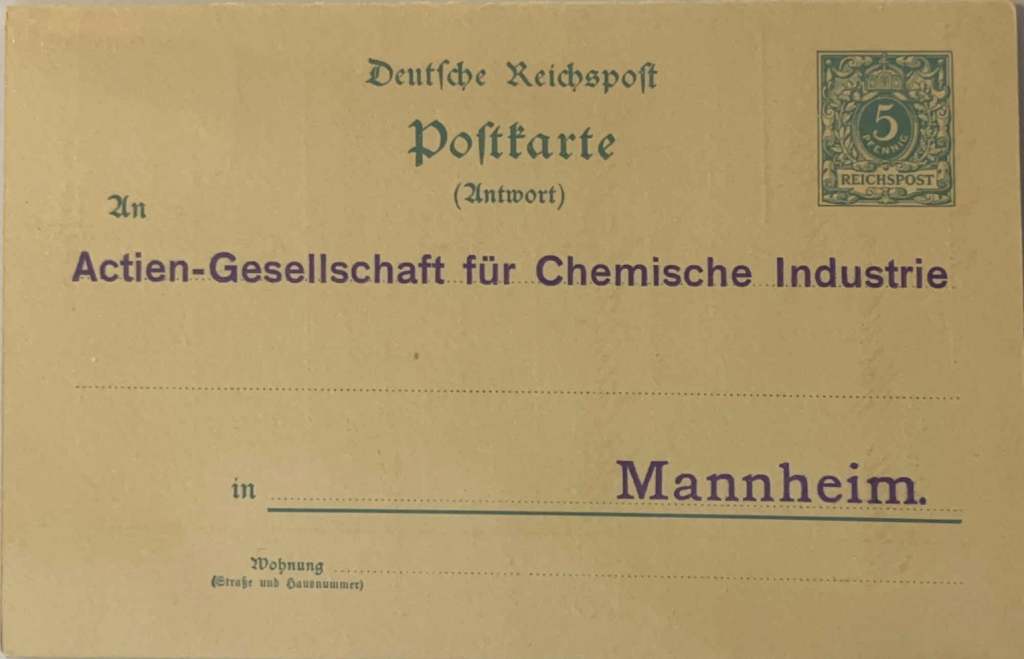 Deutsche Reichspost
Postkarte
(Antwort)
5
PFENNIG
REICHSPOST
An
Actien-Gesellschaft für Chemische Industrie
in Mannheim.
Wohnung
(Straße und Hausnummer)